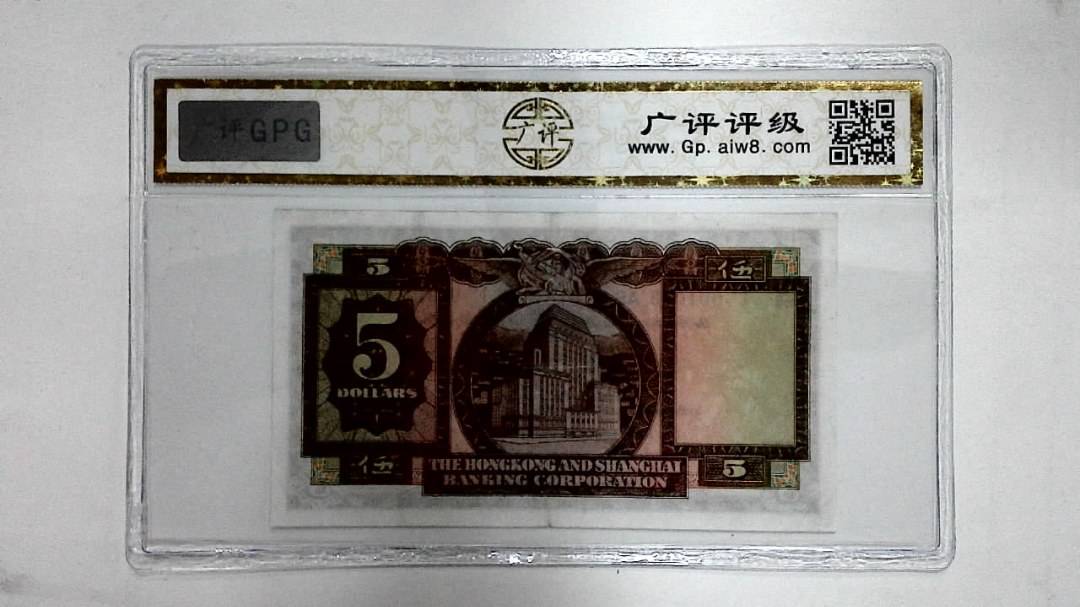 广评GPG
广评
广评评级
www.Gp.aiw8.com
5
伍
5
DOLLARS
伍
THE HONGKONG AND SHANGHAI
BANKING CORPORATION
5